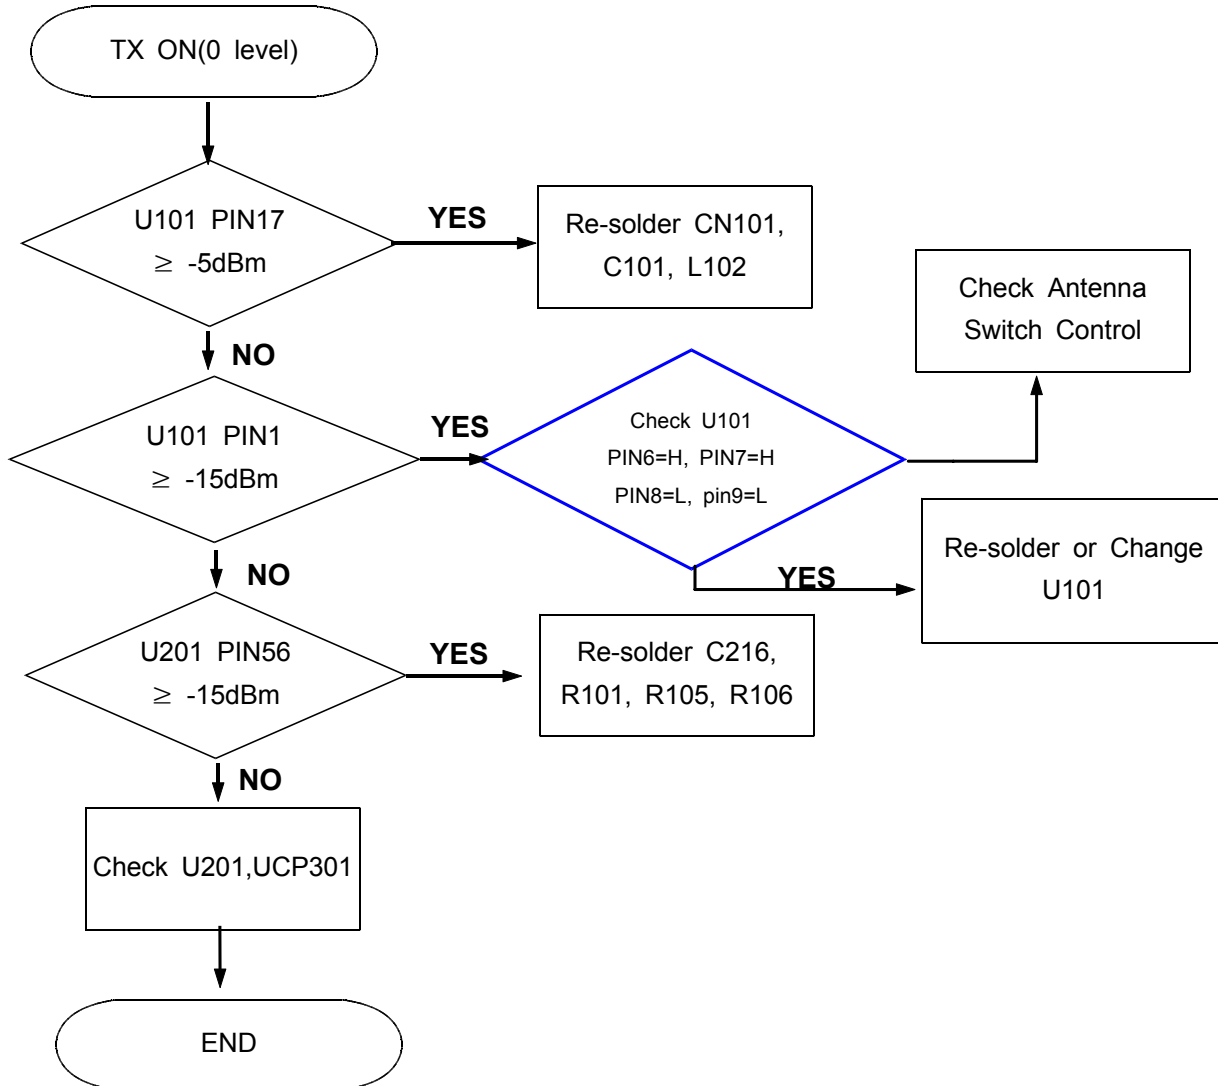 TX ON(0 level)
U101 PIN17
≥ -5dBm
YES
Re-solder CN101,
C101, L102
Check Antenna
Switch Control
NO
U101 PIN1
≥ -15dBm
YES
Check U101
PIN6=H, PIN7=H
PIN8=L, pin9=L
Re-solder or Change
U101
YES
NO
U201 PIN56
≥ -15dBm
YES
Re-solder C216,
R101, R105, R106
NO
Check U201,UCP301
END